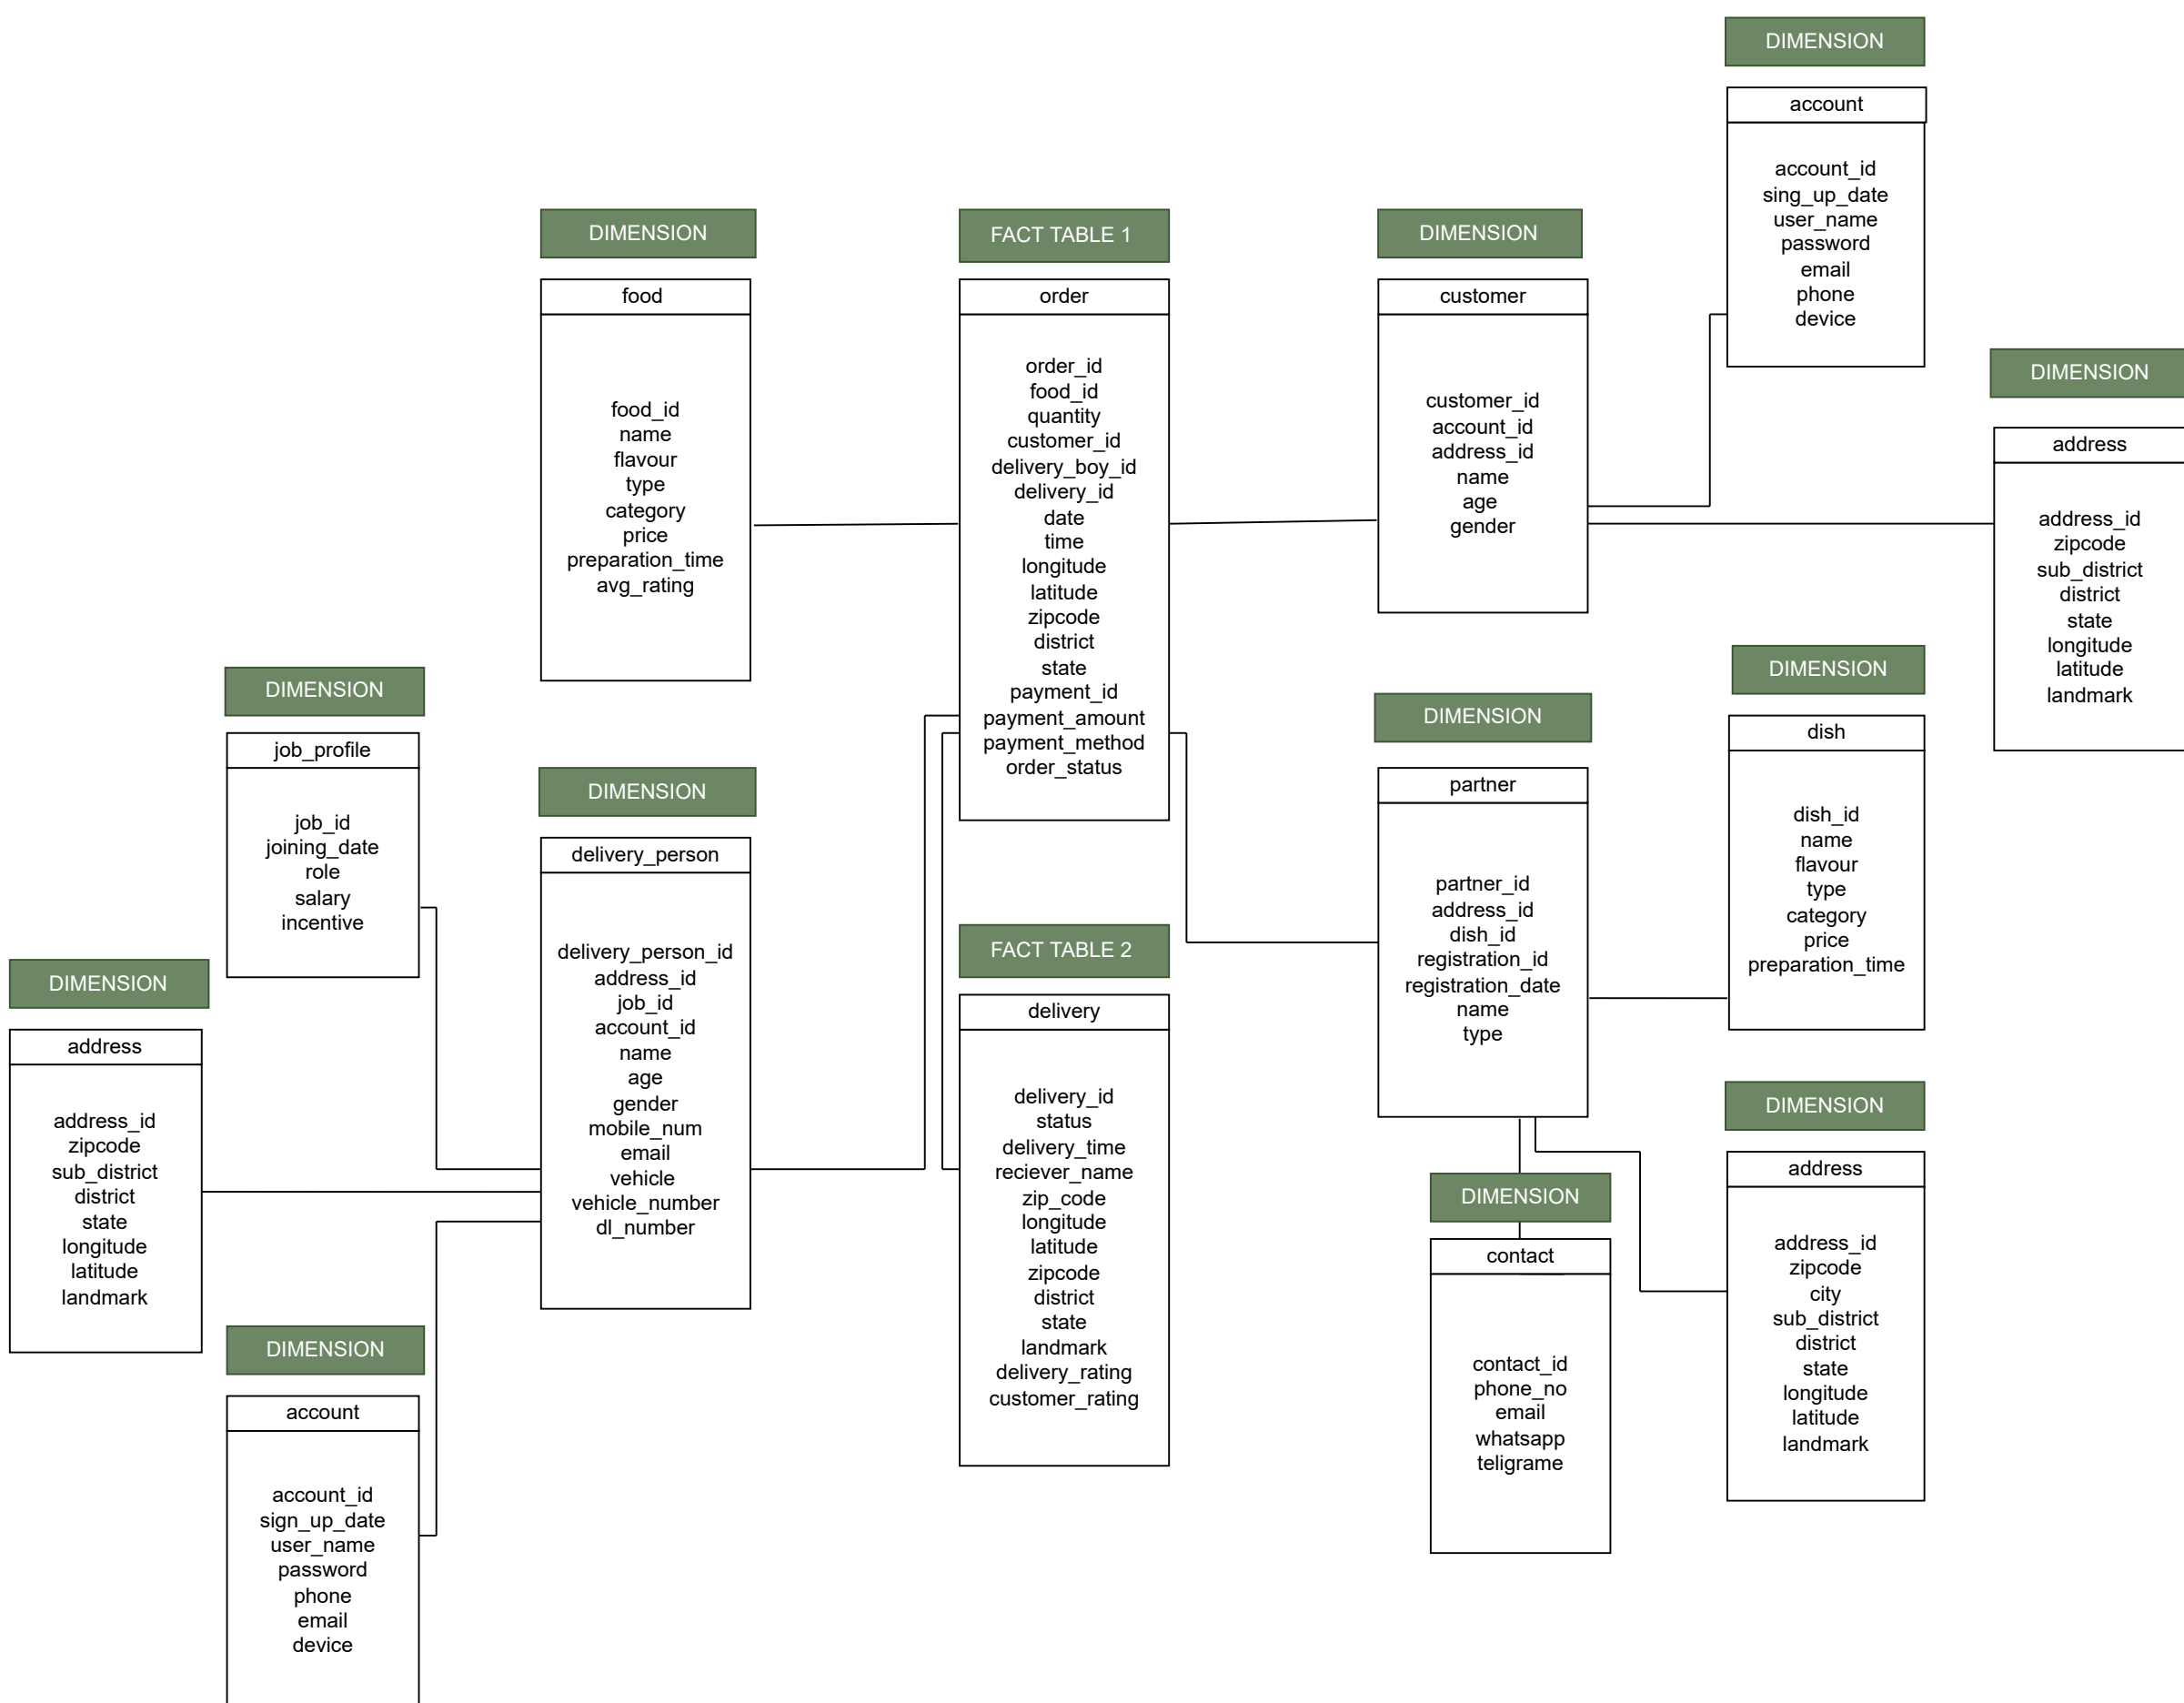 DIMENSION
account
account_id
sing_up_date
user_name
password
email
phone
device
DIMENSION
food
food_id
name
flavour
type
category
price
preparation_time
avg_rating
FACT TABLE 1
order
order_id
food_id
quantity
customer_id
delivery_boy_id
delivery_id
date
time
longitude
latitude
zipcode
district
state
payment_id
payment_amount
payment_method
order_status
DIMENSION
customer
customer_id
account_id
address_id
name
age
gender
DIMENSION
address
address_id
zipcode
sub_district
district
state
longitude
latitude
landmark
DIMENSION
job_profile
job_id
joining_date
role
salary
incentive
DIMENSION
delivery_person
delivery_person_id
address_id
job_id
account_id
name
age
gender
mobile_num
email
vehicle
vehicle_number
dl_number
DIMENSION
partner
partner_id
address_id
dish_id
registration_id
registration_date
name
type
DIMENSION
dish
dish_id
name
flavour
type
category
price
preparation_time
DIMENSION
address
address_id
zipcode
sub_district
district
state
longitude
latitude
landmark
FACT TABLE 2
delivery
delivery_id
status
delivery_time
reciever_name
zip_code
longitude
latitude
zipcode
district
state
landmark
delivery_rating
customer_rating
DIMENSION
contact
contact_id
phone_no
email
whatsapp
teligrame
DIMENSION
address
address_id
zipcode
city
sub_district
district
state
longitude
latitude
landmark
DIMENSION
account
account_id
sign_up_date
user_name
password
phone
email
device